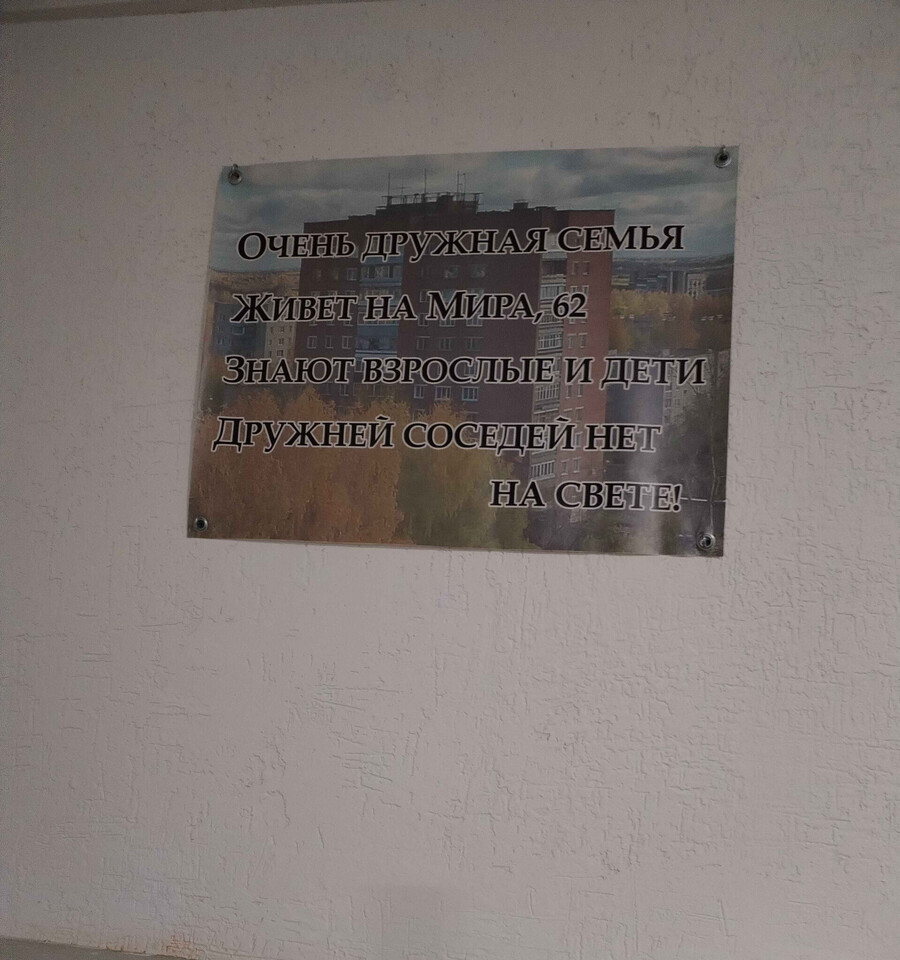 Очень дружная семья
Живет на Мира, 62
Знают взрослые и дети
Дружней соседей нет
на свете!